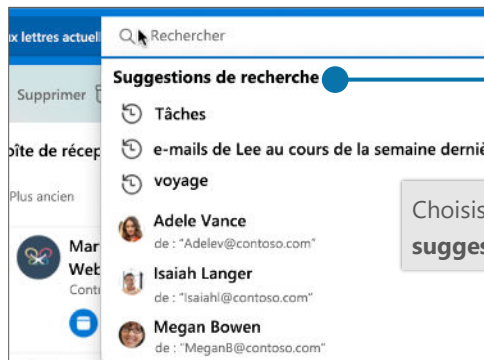 x lettres actuel
Rechercher
Supprimer
Suggestions de recherche
Tâches
oîte de récep
e-mails de Lee au cours de la semaine derniè
Plus ancien
voyage
Choisis
sugges
Adele Vance
de : "Adelev@contoso.com"
Mar
Web
Cont
Isaiah Langer
de : "Isaiahl@contoso.com"
Megan Bowen
de : "MeganB@contoso.com"